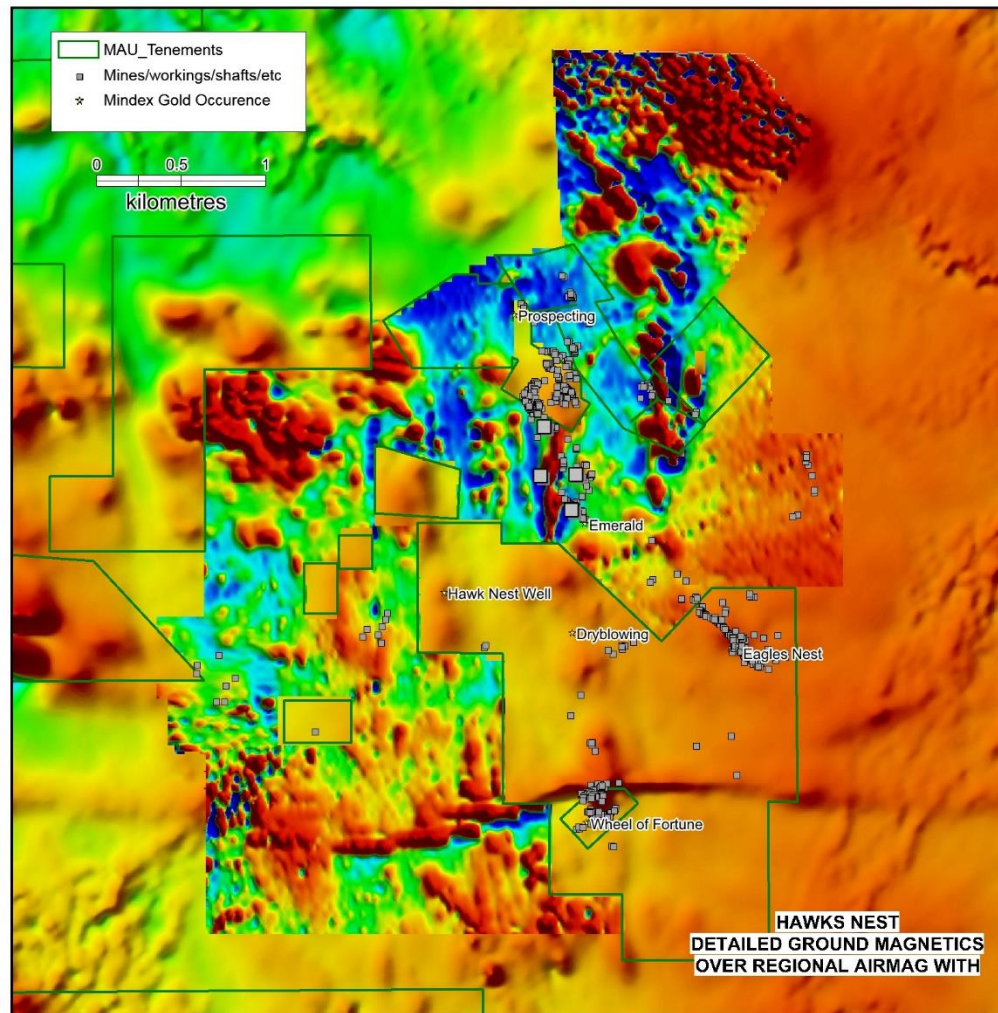 MAU_Tenements
Mines/workings/shafts/etc
Mindex Gold Occurence
0 0.5 1
kilometres
Prospecting
Emerald
Hawk Nest Well
Dryblowing
Eagles Nest
Wheel of Fortune
HAWKS NEST
DETAILED GROUND MAGNETICS
OVER REGIONAL AIRMAG WITH